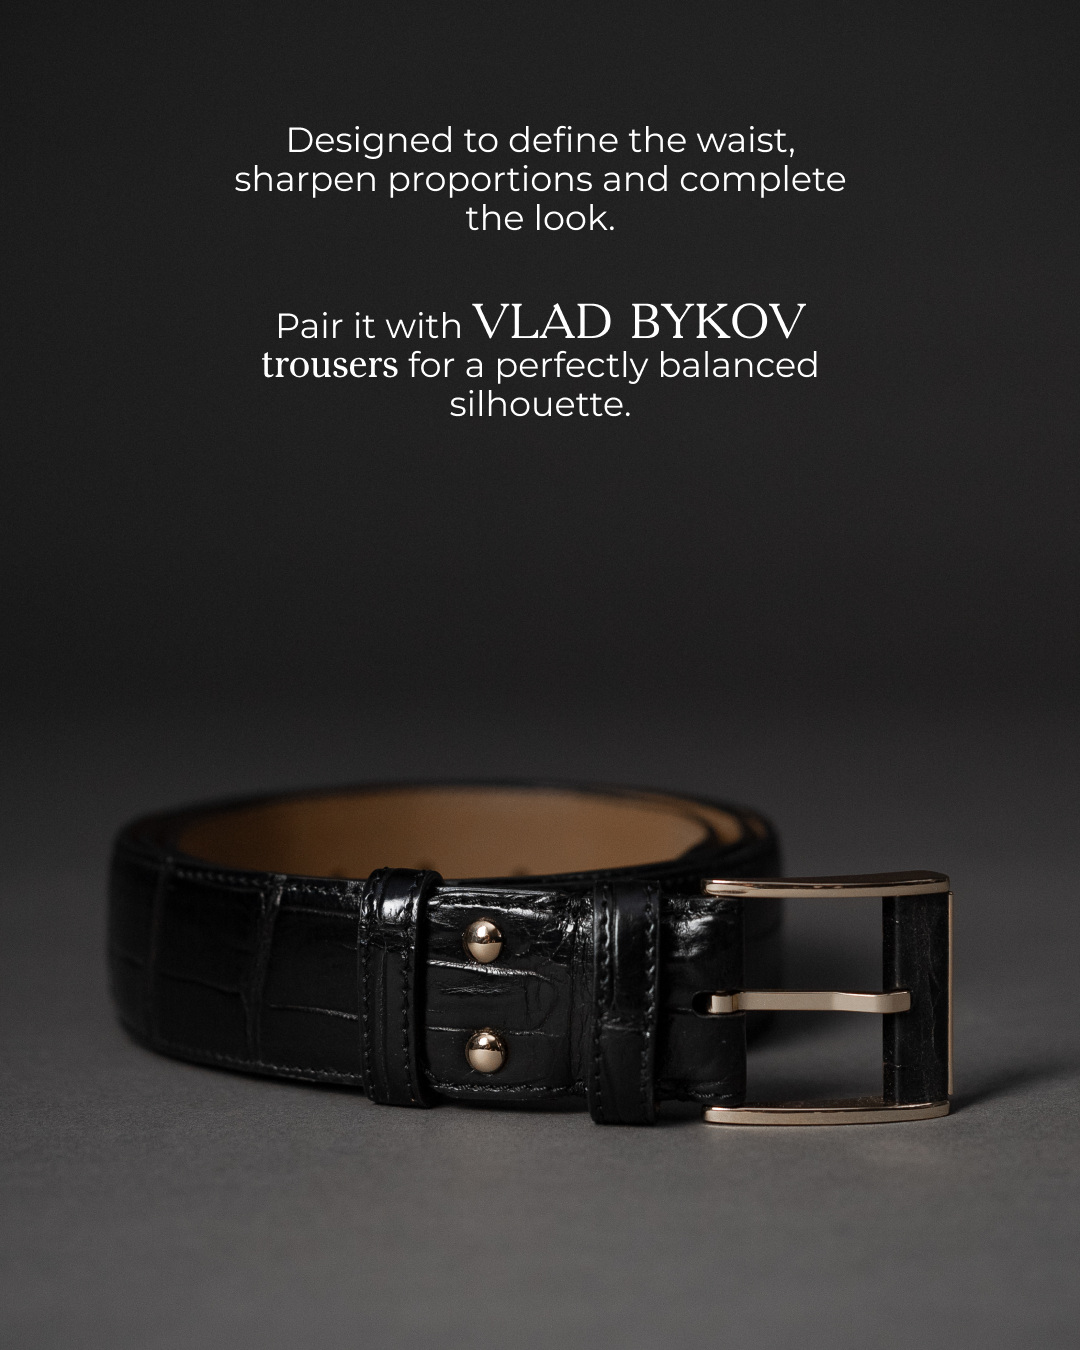 Designed to define the waist,
sharpen proportions and complete
the look.
Pair it with VLAD BYKOV
trousers for a perfectly balanced
silhouette.